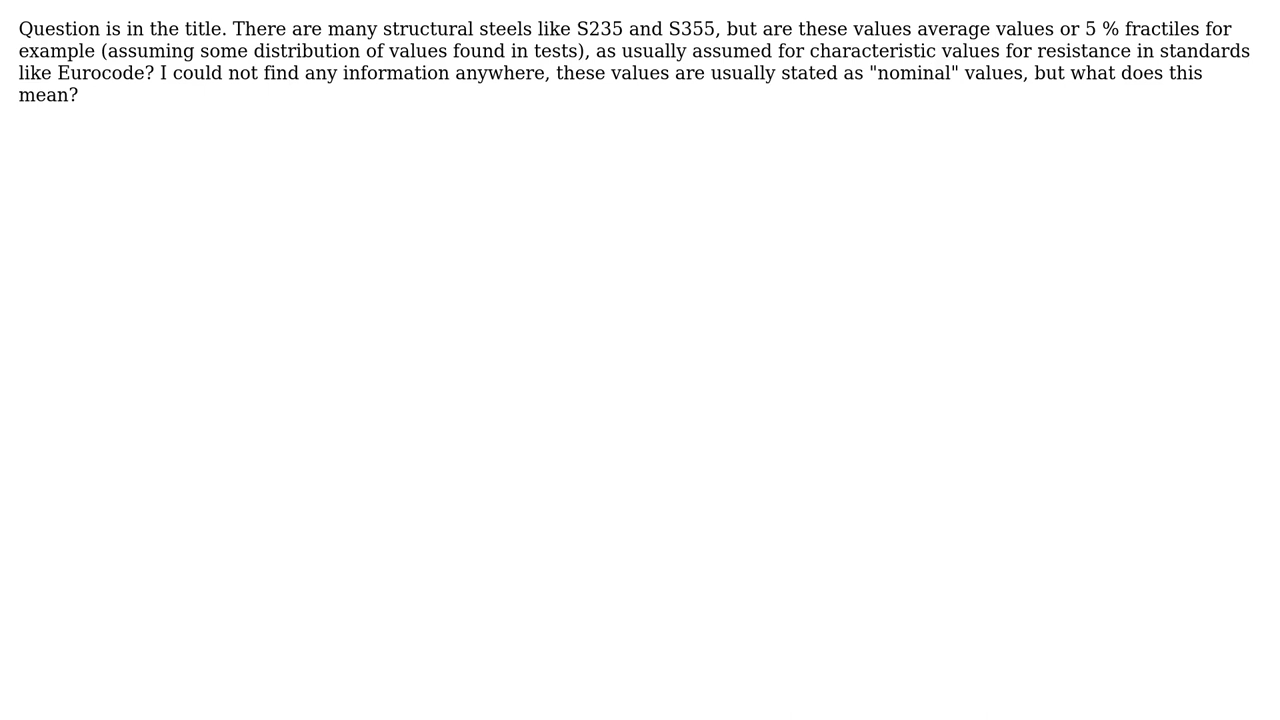 Question is in the title. There are many structural steels like S235 and S355, but are these values average values or 5 % fractiles for
example (assuming some distribution of values found in tests), as usually assumed for characteristic values for resistance in standards
like Eurocode? I could not find any information anywhere, these values are usually stated as "nominal" values, but what does this
mean?